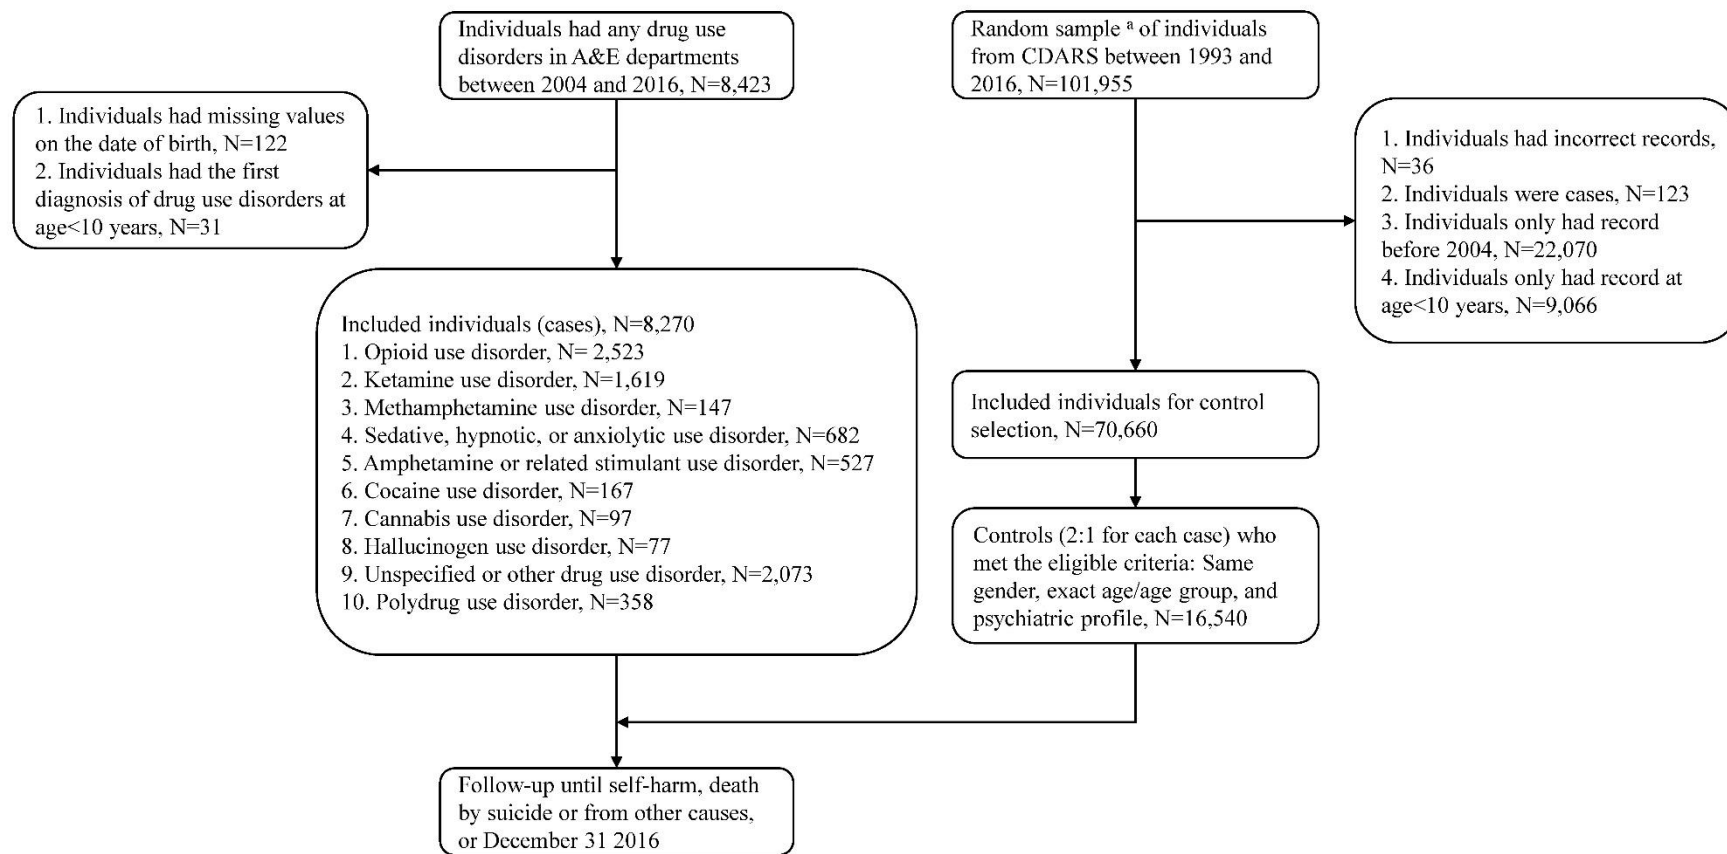 Individuals had any drug use
disorders in A&E departments
between 2004 and 2016, N=8,423
Random sample ᵃ of individuals
from CDARS between 1993 and
2016, N=101,955
1. Individuals had missing values
on the date of birth, N=122
2. Individuals had the first
diagnosis of drug use disorders at
age<10 years, N=31
1. Individuals had incorrect records,
N=36
2. Individuals were cases, N=123
3. Individuals only had record
before 2004, N=22,070
4. Individuals only had record at
age<10 years, N=9,066
Included individuals (cases), N=8,270
1. Opioid use disorder, N= 2,523
2. Ketamine use disorder, N=1,619
3. Methamphetamine use disorder, N=147
4. Sedative, hypnotic, or anxiolytic use disorder, N=682
5. Amphetamine or related stimulant use disorder, N=527
6. Cocaine use disorder, N=167
7. Cannabis use disorder, N=97
8. Hallucinogen use disorder, N=77
9. Unspecified or other drug use disorder, N=2,073
10. Polydrug use disorder, N=358
Included individuals for control
selection, N=70,660
Controls (2:1 for each case) who
met the eligible criteria: Same
gender, exact age/age group, and
psychiatric profile, N=16,540
Follow-up until self-harm, death
by suicide or from other causes,
or December 31 2016